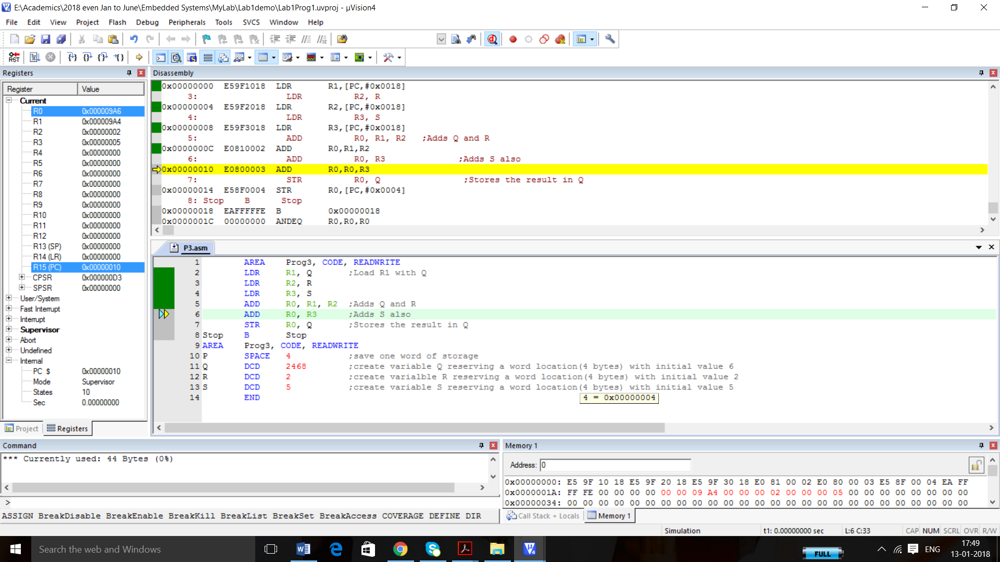 E:\Academics\2018 even Jan to June\Embedded Systems\MyLab\Lab1demo\Lab1Prog1.uvproj - µVision4
File Edit View Project Flash Debug Peripherals Tools SVCS Window Help
RST
Registers
Register Value
Current
R0 0x000009A6
R1 0x000009A4
R2 0x00000002
R3 0x00000005
R4 0x00000000
R5 0x00000000
R6 0x00000000
R7 0x00000000
R8 0x00000000
R9 0x00000000
R10 0x00000000
R11 0x00000000
R12 0x00000000
R13 (SP) 0x00000000
R14 (LR) 0x00000000
R15 (PC) 0x00000010
CPSR 0x000000D3
SPSR 0x00000000
User/System
Fast Interrupt
Interrupt
Supervisor
Abort
Undefined
Internal
PC $ 0x00000010
Mode Supervisor
States 10
Sec 0.00000000
Project Registers
Disassembly
0x00000000 E59F1018 LDR R1,[PC,#0x0018]
3: LDR R2, R
0x00000004 E59F2018 LDR R2,[PC,#0x0018]
4: LDR R3, S
0x00000008 E59F3018 LDR R3,[PC,#0x0018]
5: ADD R0, R1, R2 ;Adds Q and R
0x0000000C E0810002 ADD R0,R1,R2
6: ADD R0, R3 ;Adds S also
0x00000010 E0800003 ADD R0,R0,R3
7: STR R0, Q ;Stores the result in Q
0x00000014 E58F0004 STR R0,[PC,#0x0004]
8: Stop B Stop
0x00000018 EAFFFFFE B 0x00000018
0x0000001C 00000000 ANDEQ R0,R0,R0
P3.asm
1 AREA Prog3, CODE, READWRITE
2 LDR R1, Q ;Load R1 with Q
3 LDR R2, R
4 LDR R3, S
5 ADD R0, R1, R2 ;Adds Q and R
6 ADD R0, R3 ;Adds S also
7 STR R0, Q ;Stores the result in Q
8 Stop B Stop
9 AREA Prog3, CODE, READWRITE
10 P SPACE 4 ;save one word of storage
11 Q DCD 2468 ;create variable Q reserving a word location(4 bytes) with initial value 6
12 R DCD 2 ;create varialble R reserving a word location(4 bytes) with initial value 2
13 S DCD 5 ;create variable S reserving a word location(4 bytes) with initial value 5
14 END
4 = 0x00000004
Command
*** Currently used: 44 Bytes (0%)
>
ASSIGN BreakDisable BreakEnable BreakKill BreakList BreakSet BreakAccess COVERAGE DEFINE DIR
Memory 1
Address: 0
0x00000000: E5 9F 10 18 E5 9F 20 18 E5 9F 30 18 E0 81 00 02 E0 80 00 03 E5 8F 00 04 EA FF
0x0000001A: FF FE 00 00 00 00 00 00 09 A4 00 00 00 02 00 00 00 05 00 00 00 00 00 00 00 00
0x00000034: 00 00 00 00 00 00 00 00 00 00 00 00 00 00 00 00 00 00 00 00 00 00 00 00 00 00
Call Stack + Locals Memory 1
Simulation t1: 0.00000000 sec L:6 C:33 CAP NUM SCRL OVR R/W
Search the web and Windows
FULL
ENG
17:49
13-01-2018